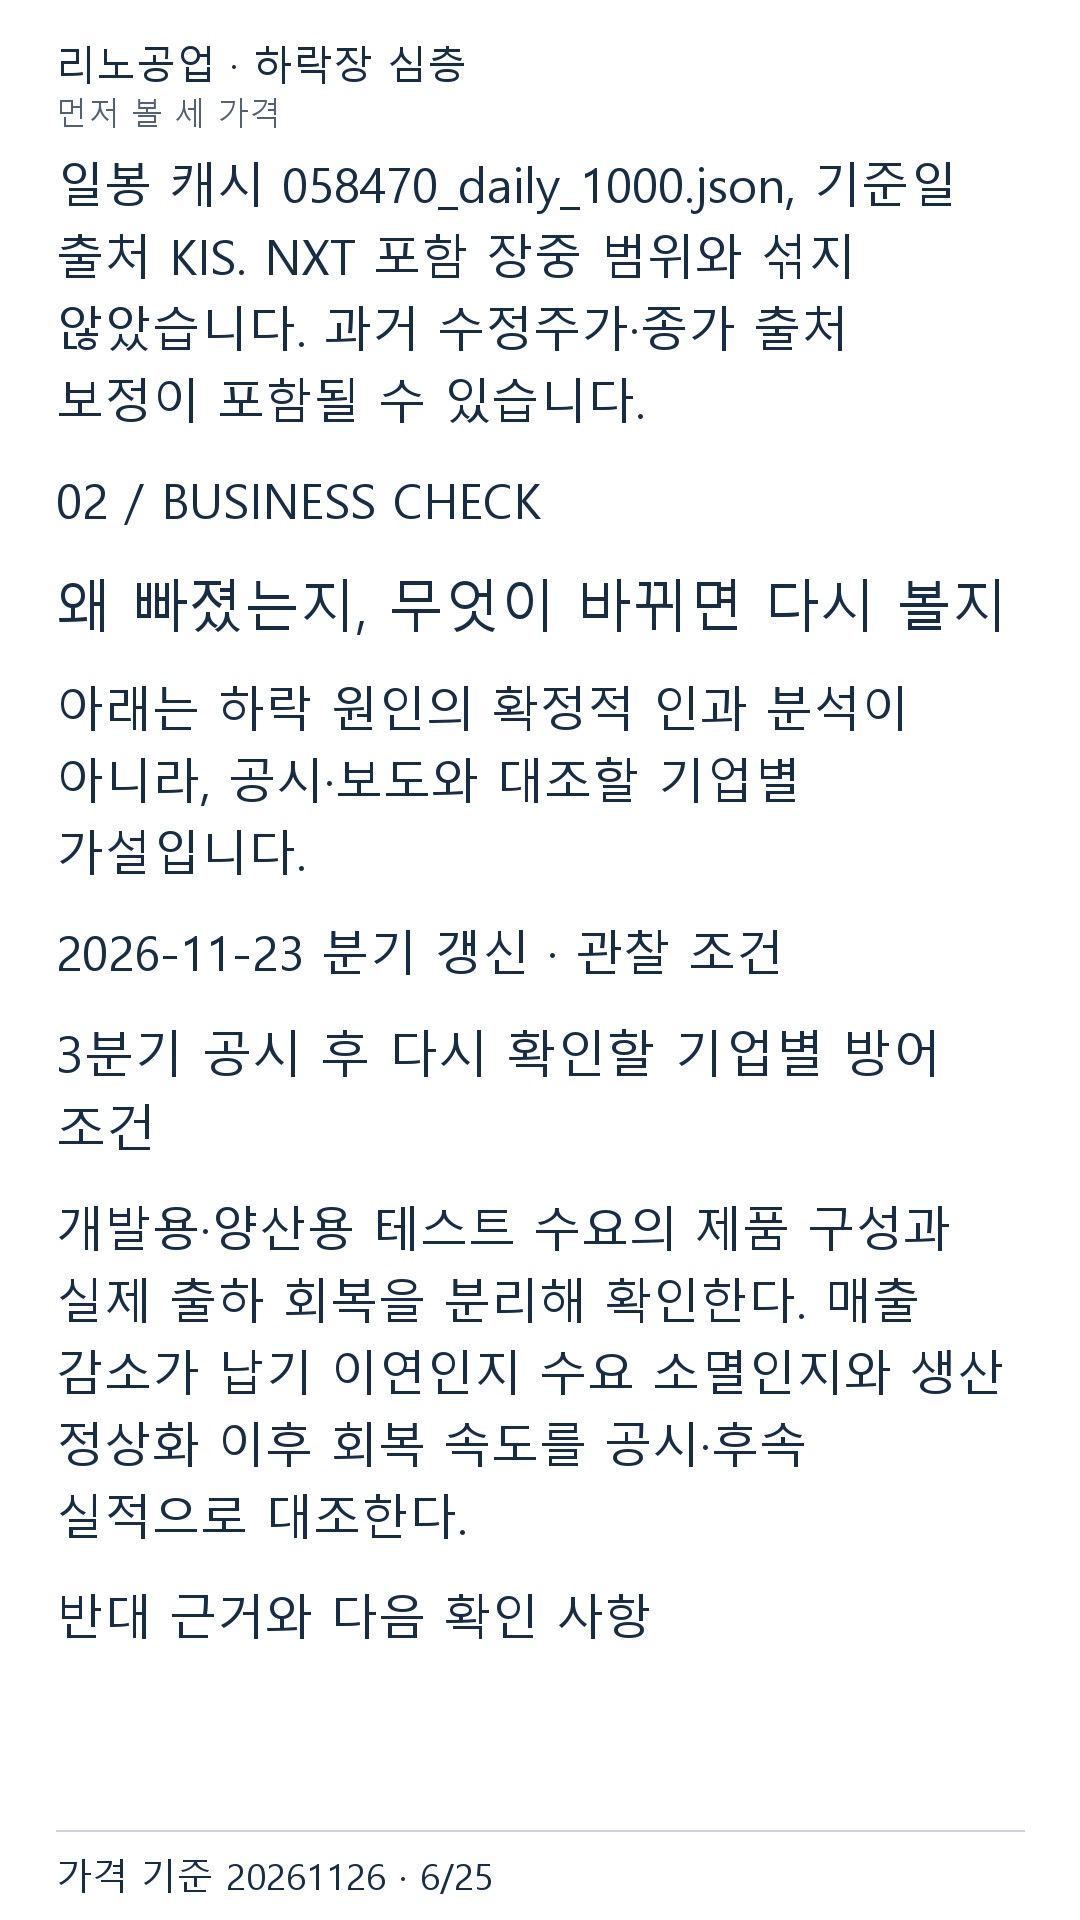 리노공업 · 하락장 심층
먼저 볼 세 가격
일봉 캐시 058470_daily_1000.json, 기준일
출처 KIS. NXT 포함 장중 범위와 섞지
않았습니다. 과거 수정주가·종가 출처
보정이 포함될 수 있습니다.
02 / BUSINESS CHECK
왜 빠졌는지, 무엇이 바뀌면 다시 볼지
아래는 하락 원인의 확정적 인과 분석이
아니라, 공시·보도와 대조할 기업별
가설입니다.
2026-11-23 분기 갱신 · 관찰 조건
3분기 공시 후 다시 확인할 기업별 방어
조건
개발용·양산용 테스트 수요의 제품 구성과
실제 출하 회복을 분리해 확인한다. 매출
감소가 납기 이연인지 수요 소멸인지와 생산
정상화 이후 회복 속도를 공시·후속
실적으로 대조한다.
반대 근거와 다음 확인 사항
가격 기준 20261126 · 6/25